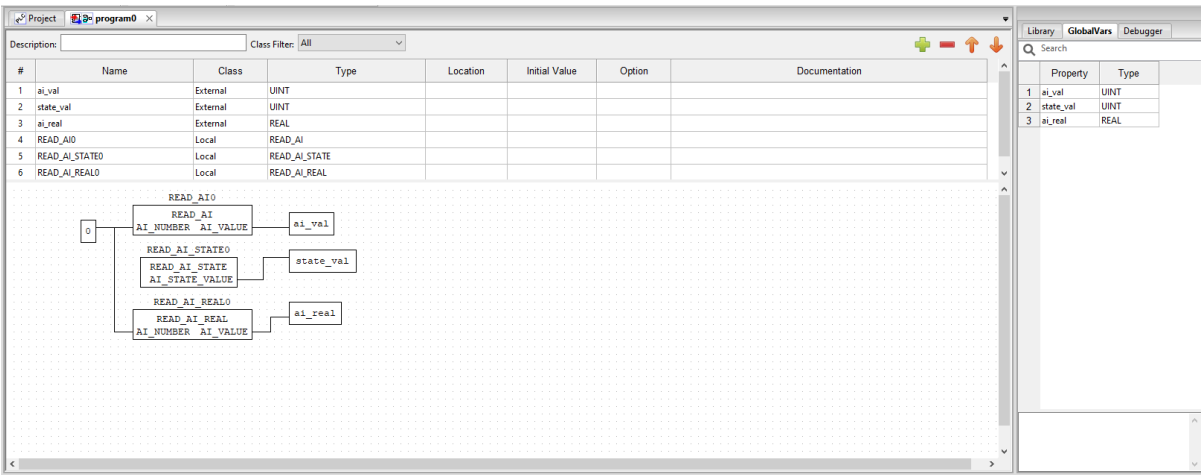 Project program0
Description: Class Filter: All
# Name Class Type Location Initial Value Option Documentation
1 ai_val External UINT
2 state_val External UINT
3 ai_real External REAL
4 READ_AI0 Local READ_AI
5 READ_AI_STATE0 Local READ_AI_STATE
6 READ_AI_REAL0 Local READ_AI_REAL
READ_AI0
READ_AI
0 AI_NUMBER AI_VALUE ai_val
READ_AI_STATE0
READ_AI_STATE state_val
AI_STATE_VALUE
READ_AI_REAL0
READ_AI_REAL ai_real
AI_NUMBER AI_VALUE
Library GlobalVars Debugger
Search
Property Type
1 ai_val UINT
2 state_val UINT
3 ai_real REAL